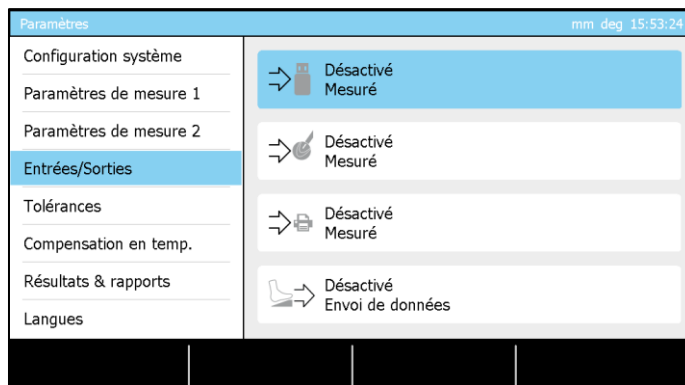 Paramètres
mm deg 15:53:24
Configuration système
Paramètres de mesure 1
Paramètres de mesure 2
Entrées/Sorties
Tolérances
Compensation en temp.
Résultats & rapports
Langues
Désactivé
Mesuré
Désactivé
Mesuré
Désactivé
Mesuré
Désactivé
Envoi de données